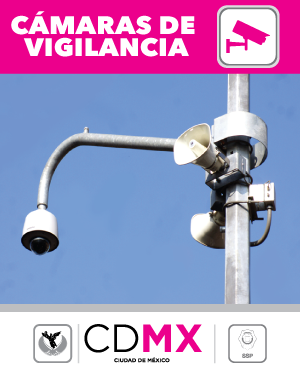 CÁMARAS DE
VIGILANCIA
CDMX
CIUDAD DE MÉXICO
SSP